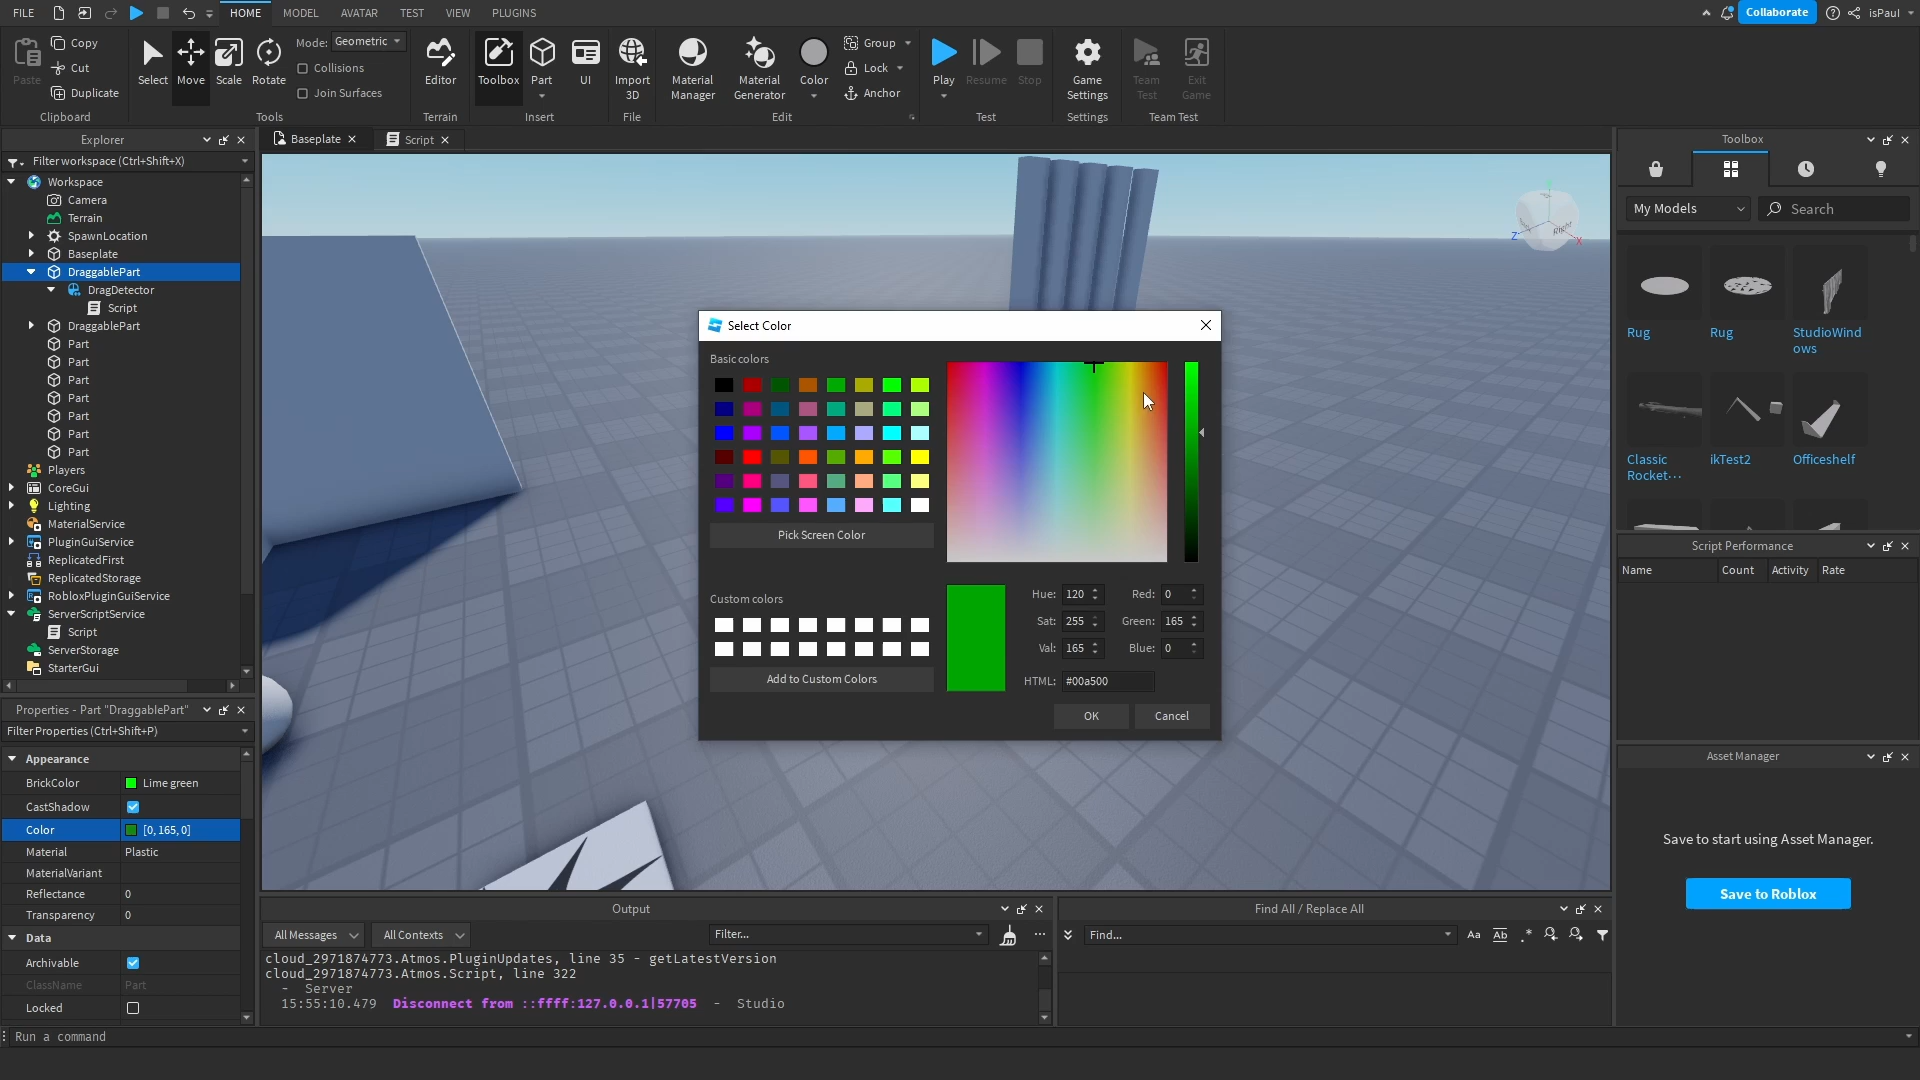 FILE
HOME
MODEL
AVATAR
TEST
VIEW
PLUGINS
Collaborate
isPaul
Paste
Copy
Cut
Duplicate
Clipboard
Select
Move
Scale
Rotate
Mode: Geometric
Collisions
Join Surfaces
Tools
Editor
Terrain
Toolbox
Part
UI
Insert
Import
3D
File
Material
Manager
Material
Generator
Color
Group
Lock
Anchor
Edit
Play
Resume
Stop
Test
Game
Settings
Settings
Team
Test
Exit
Game
Team Test
Explorer
Filter workspace (Ctrl+Shift+X)
Workspace
Camera
Terrain
SpawnLocation
Baseplate
DraggablePart
DragDetector
Script
DraggablePart
Part
Part
Part
Part
Part
Part
Part
Players
CoreGui
Lighting
MaterialService
PluginGuiService
ReplicatedFirst
ReplicatedStorage
RobloxPluginGuiService
ServerScriptService
Script
ServerStorage
StarterGui
Properties - Part "DraggablePart"
Filter Properties (Ctrl+Shift+P)
Appearance
BrickColor Lime green
CastShadow
Color [0, 165, 0]
Material Plastic
MaterialVariant
Reflectance 0
Transparency 0
Data
Archivable
ClassName Part
Locked
Baseplate
Script
Z
X
Right
Select Color
Basic colors
Pick Screen Color
Custom colors
Add to Custom Colors
Hue: 120
Red: 0
Sat: 255
Green: 165
Val: 165
Blue: 0
HTML: #00a500
OK
Cancel
Output
All Messages
All Contexts
Filter...
cloud_2971874773.Atmos.PluginUpdates, line 35 - getLatestVersion
cloud_2971874773.Atmos.Script, line 322
- Server
15:55:10.479 Disconnect from ::ffff:127.0.0.1|57705 - Studio
Find All / Replace All
Find...
Aa
Ab
.*
Toolbox
My Models
Search
Rug
Rug
StudioWind
ows
Classic
Rocket...
ikTest2
Officeshelf
Script Performance
Name Count Activity Rate
Asset Manager
Save to start using Asset Manager.
Save to Roblox
Run a command